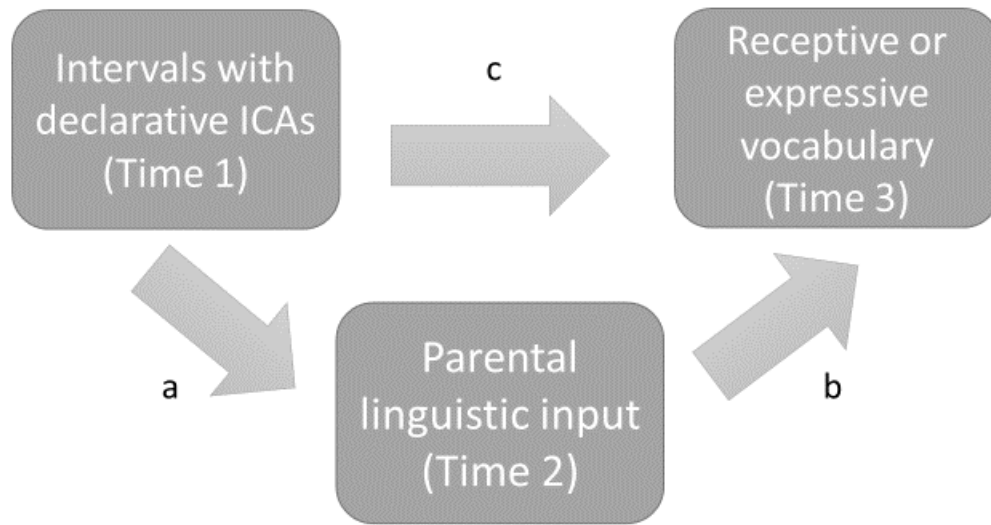 Intervals with
declarative ICAs
(Time 1)
c
Receptive or
expressive
vocabulary
(Time 3)
a
Parental
linguistic input
(Time 2)
b